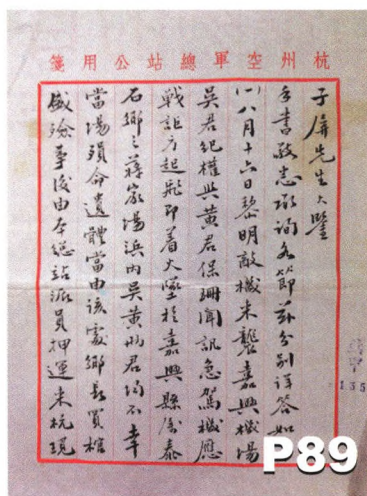 杭州空軍總站公用箋
子屏先生大鑒
手書敬悉承詢各節茲分別詳答如
(一)八月十六日黎明敵機來襲嘉興機場
吳君紀權與黃君保珊聞訊急駕機應
戰詎方起飛即着火墜於嘉興縣 泰
石鄉之蔣家場浜內吳黃兩君均不幸
當場殞命遺體當由該處鄉長買棺
盛殮事後由本總站派員押運來杭現
135
P89